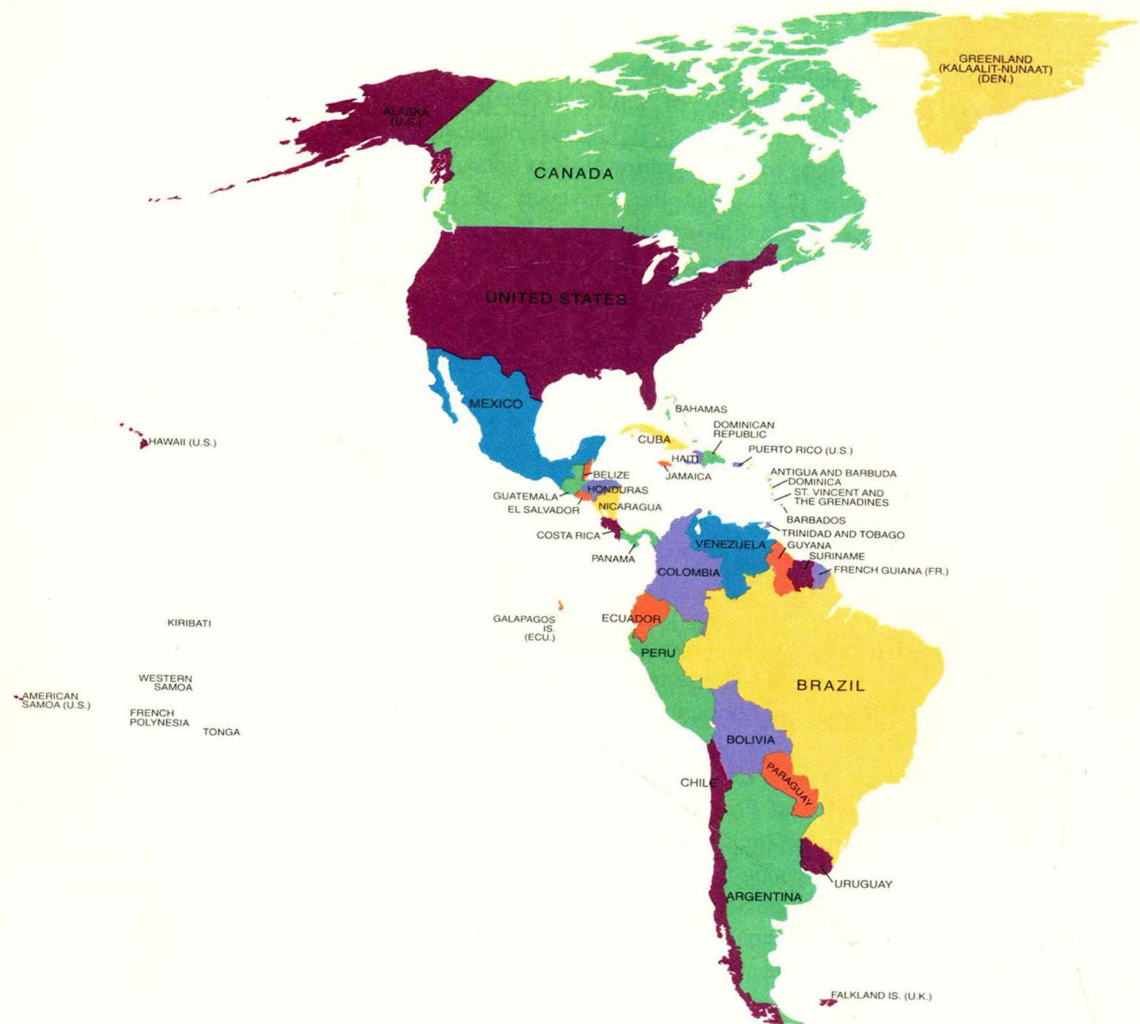 GREENLAND
(KALAALIT-NUNAAT)
(DEN.)
ALASKA
(U.S.)
CANADA
UNITED STATES
MEXICO
BAHAMAS
DOMINICAN
REPUBLIC
CUBA
HAWAII (U.S.)
HAITI
PUERTO RICO (U.S.)
JAMAICA
BELIZE
ANTIGUA AND BARBUDA
DOMINICA
HONDURAS
ST. VINCENT AND
THE GRENADINES
GUATEMALA
EL SALVADOR
NICARAGUA
BARBADOS
COSTA RICA
TRINIDAD AND TOBAGO
PANAMA
VENEZUELA
GUYANA
SURINAME
COLOMBIA
FRENCH GUIANA (FR.)
GALAPAGOS
IS.
(ECU.)
ECUADOR
KIRIBATI
PERU
WESTERN
SAMOA
BRAZIL
AMERICAN
SAMOA (U.S.)
FRENCH
POLYNESIA
TONGA
BOLIVIA
CHILE
PARAGUAY
URUGUAY
ARGENTINA
FALKLAND IS. (U.K.)